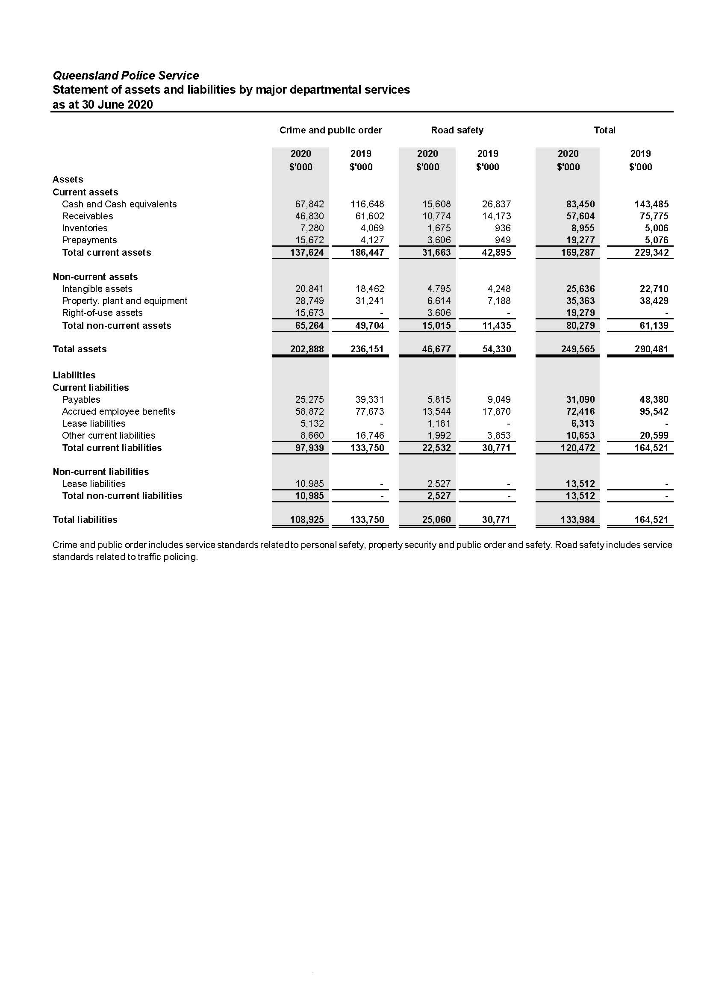 Queensland Police Service
Statement of assets and liabilities by major departmental services
as at 30 June 2020
Crime and public order Road safety Total
2020 2019 2020 2019 2020 2019
$'000 $'000 $'000 $'000 $'000 $'000
Assets
Current assets
Cash and Cash equivalents 67,842 116,648 15,608 26,837 83,450 143,485
Receivables 46,830 61,602 10,774 14,173 57,604 75,775
Inventories 7,280 4,069 1,675 936 8,955 5,006
Prepayments 15,672 4,127 3,606 949 19,277 5,076
Total current assets 137,624 186,447 31,663 42,895 169,287 229,342
Non-current assets
Intangible assets 20,841 18,462 4,795 4,248 25,636 22,710
Property, plant and equipment 28,749 31,241 6,614 7,188 35,363 38,429
Right-of-use assets 15,673 - 3,606 - 19,279 -
Total non-current assets 65,264 49,704 15,015 11,435 80,279 61,139
Total assets 202,888 236,151 46,677 54,330 249,565 290,481
Liabilities
Current liabilities
Payables 25,275 39,331 5,815 9,049 31,090 48,380
Accrued employee benefits 58,872 77,673 13,544 17,870 72,416 95,542
Lease liabilities 5,132 - 1,181 - 6,313 -
Other current liabilities 8,660 16,746 1,992 3,853 10,653 20,599
Total current liabilities 97,939 133,750 22,532 30,771 120,472 164,521
Non-current liabilities
Lease liabilities 10,985 - 2,527 - 13,512 -
Total non-current liabilities 10,985 - 2,527 - 13,512 -
Total liabilities 108,925 133,750 25,060 30,771 133,984 164,521
Crime and public order includes service standards related to personal safety, property security and public order and safety. Road safety includes service
standards related to traffic policing.